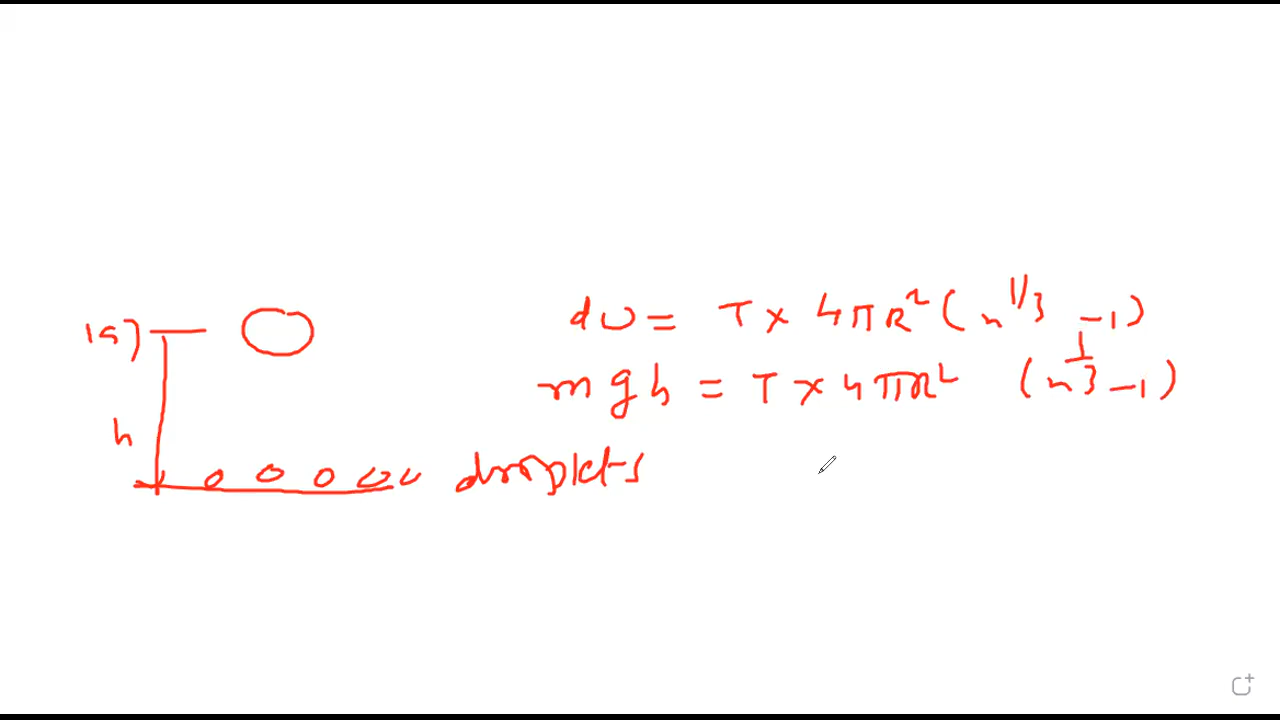 15)
dw = T × 4πR² (n^1/3 - 1)
mgh = T × 4πR² (n^1/3 - 1)
h
droplets